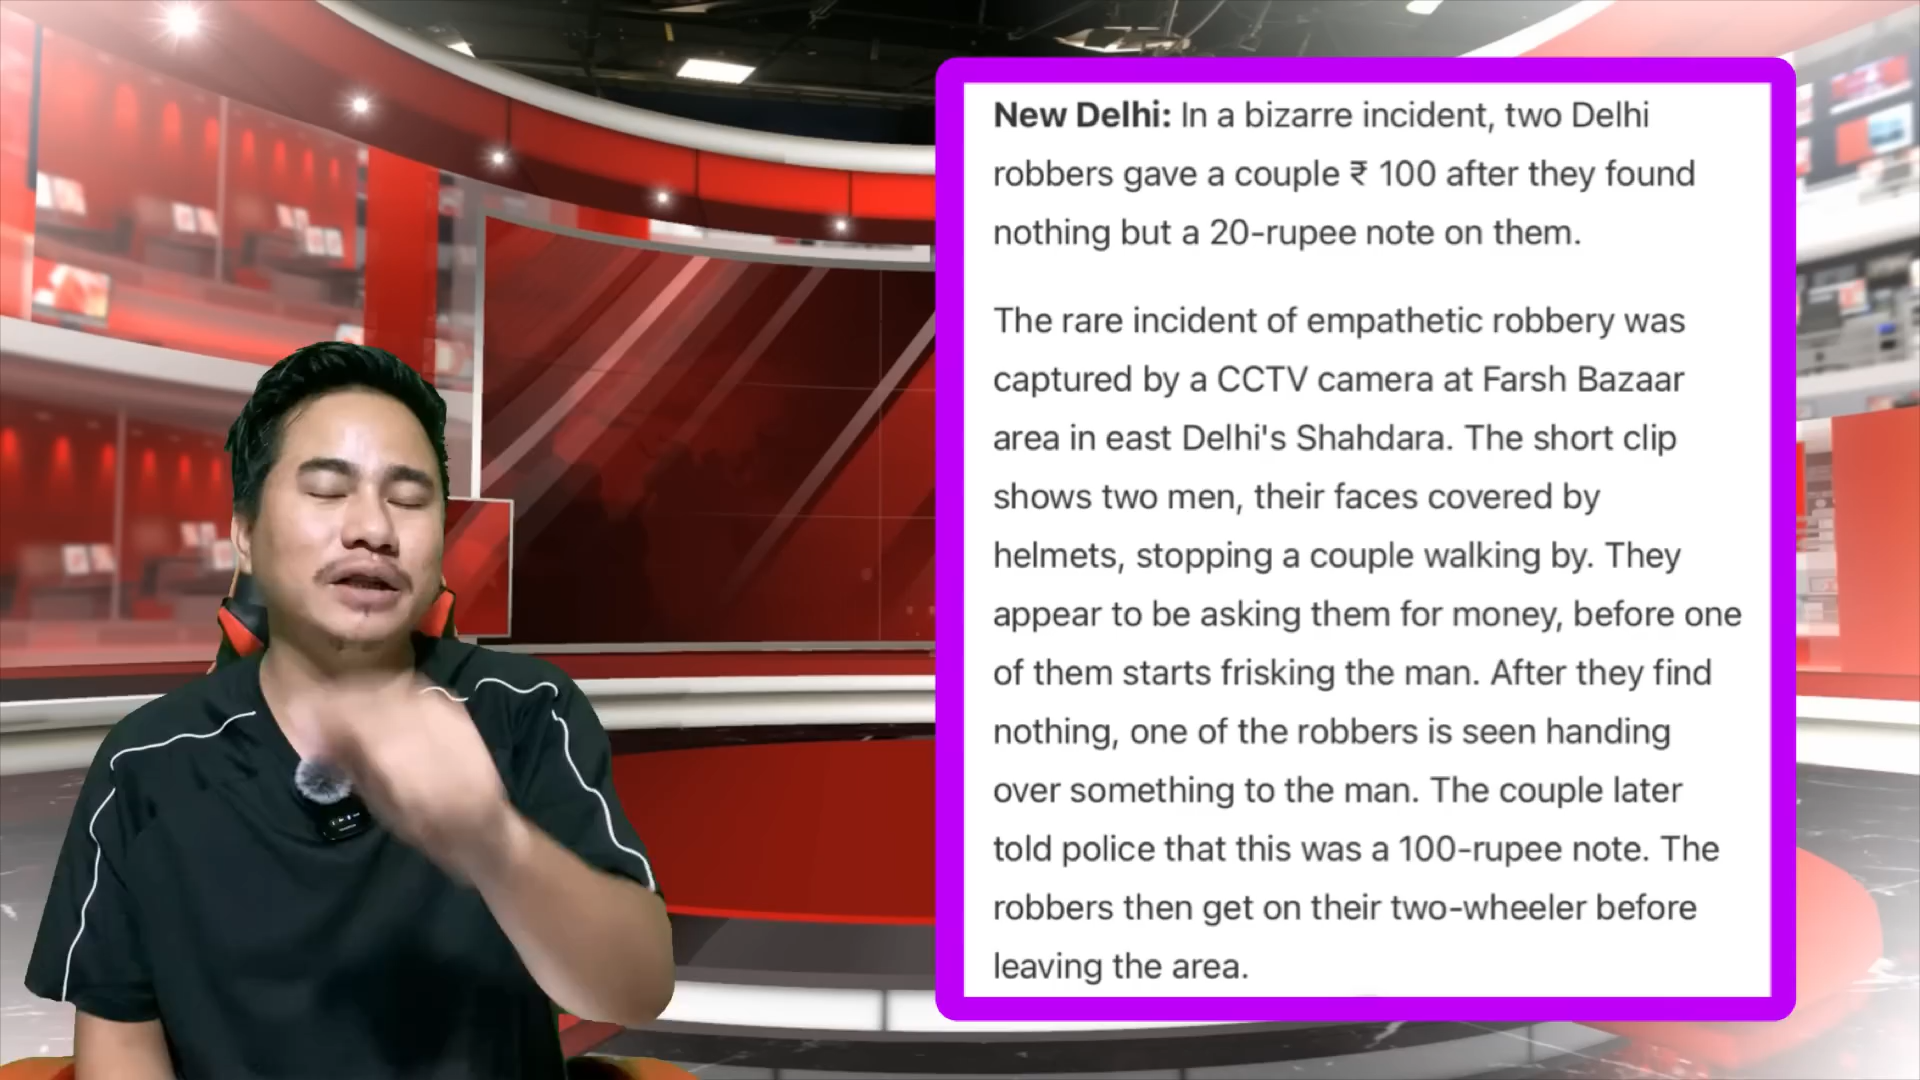 New Delhi: In a bizarre incident, two Delhi
robbers gave a couple ₹ 100 after they found
nothing but a 20-rupee note on them.
The rare incident of empathetic robbery was
captured by a CCTV camera at Farsh Bazaar
area in east Delhi's Shahdara. The short clip
shows two men, their faces covered by
helmets, stopping a couple walking by. They
appear to be asking them for money, before one
of them starts frisking the man. After they find
nothing, one of the robbers is seen handing
over something to the man. The couple later
told police that this was a 100-rupee note. The
robbers then get on their two-wheeler before
leaving the area.